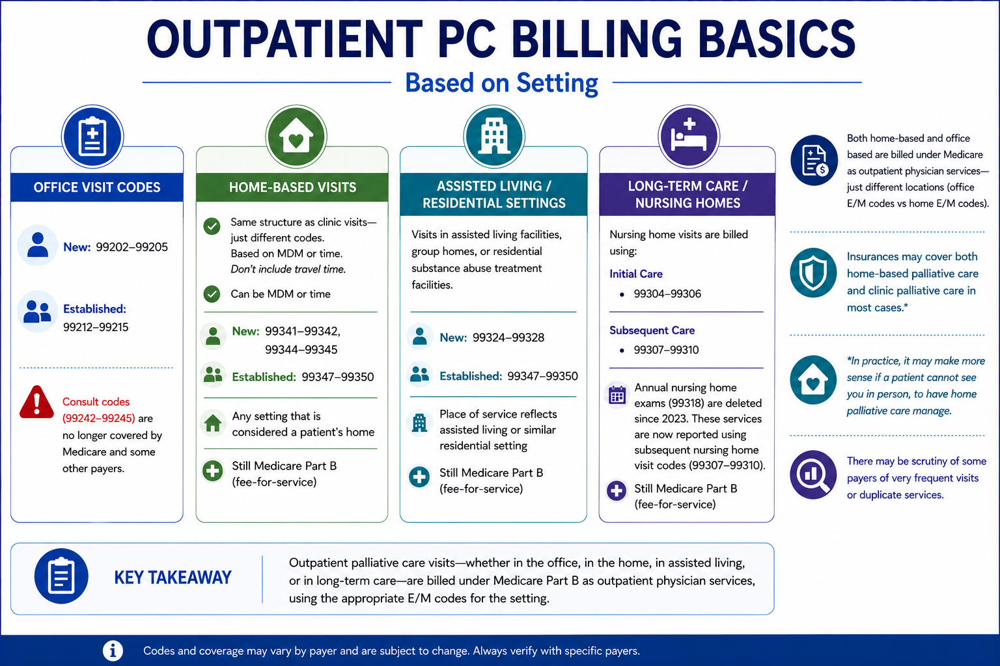 OUTPATIENT PC BILLING BASICS
Based on Setting
OFFICE VISIT CODES
New: 99202–99205
Established:
99212–99215
Consult codes
(99242–99245) are
no longer covered by
Medicare and some
other payers.
HOME-BASED VISITS
Same structure as clinic visits—
just different codes.
Based on MDM or time.
Don't include travel time.
Can be MDM or time
New: 99341–99342,
99344–99345
Established: 99347–99350
Any setting that is
considered a patient's home
Still Medicare Part B
(fee-for-service)
ASSISTED LIVING /
RESIDENTIAL SETTINGS
Visits in assisted living facilities,
group homes, or residential
substance abuse treatment
facilities.
New: 99324–99328
Established: 99347–99350
Place of service reflects
assisted living or similar
residential setting
Still Medicare Part B
(fee-for-service)
LONG-TERM CARE /
NURSING HOMES
Nursing home visits are billed
using:
Initial Care
• 99304–99306
Subsequent Care
• 99307–99310
Annual nursing home
exams (99318) are deleted
since 2023. These services
are now reported using
subsequent nursing home
visit codes (99307–99310).
Still Medicare Part B
(fee-for-service)
Both home-based and office
based are billed under Medicare
as outpatient physician services—
just different locations (office
E/M codes vs home E/M codes).
Insurances may cover both
home-based palliative care
and clinic palliative care in
most cases.*
*In practice, it may make more
sense if a patient cannot see
you in person, to have home
palliative care manage.
There may be scrutiny of some
payers of very frequent visits
or duplicate services.
KEY TAKEAWAY
Outpatient palliative care visits—whether in the office, in the home, in assisted living,
or in long-term care—are billed under Medicare Part B as outpatient physician services,
using the appropriate E/M codes for the setting.
Codes and coverage may vary by payer and are subject to change. Always verify with specific payers.